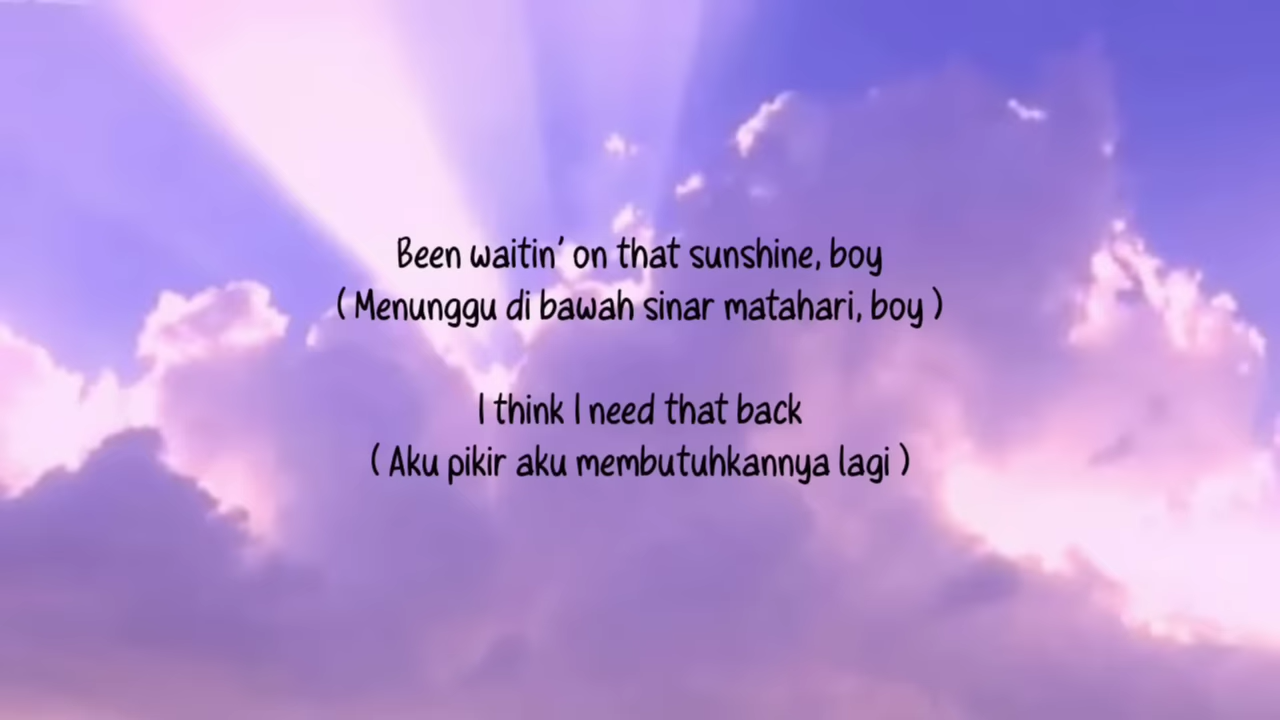 Been waitin' on that sunshine, boy
( Menunggu di bawah sinar matahari, boy )
I think I need that back
( Aku pikir aku membutuhkannya lagi )